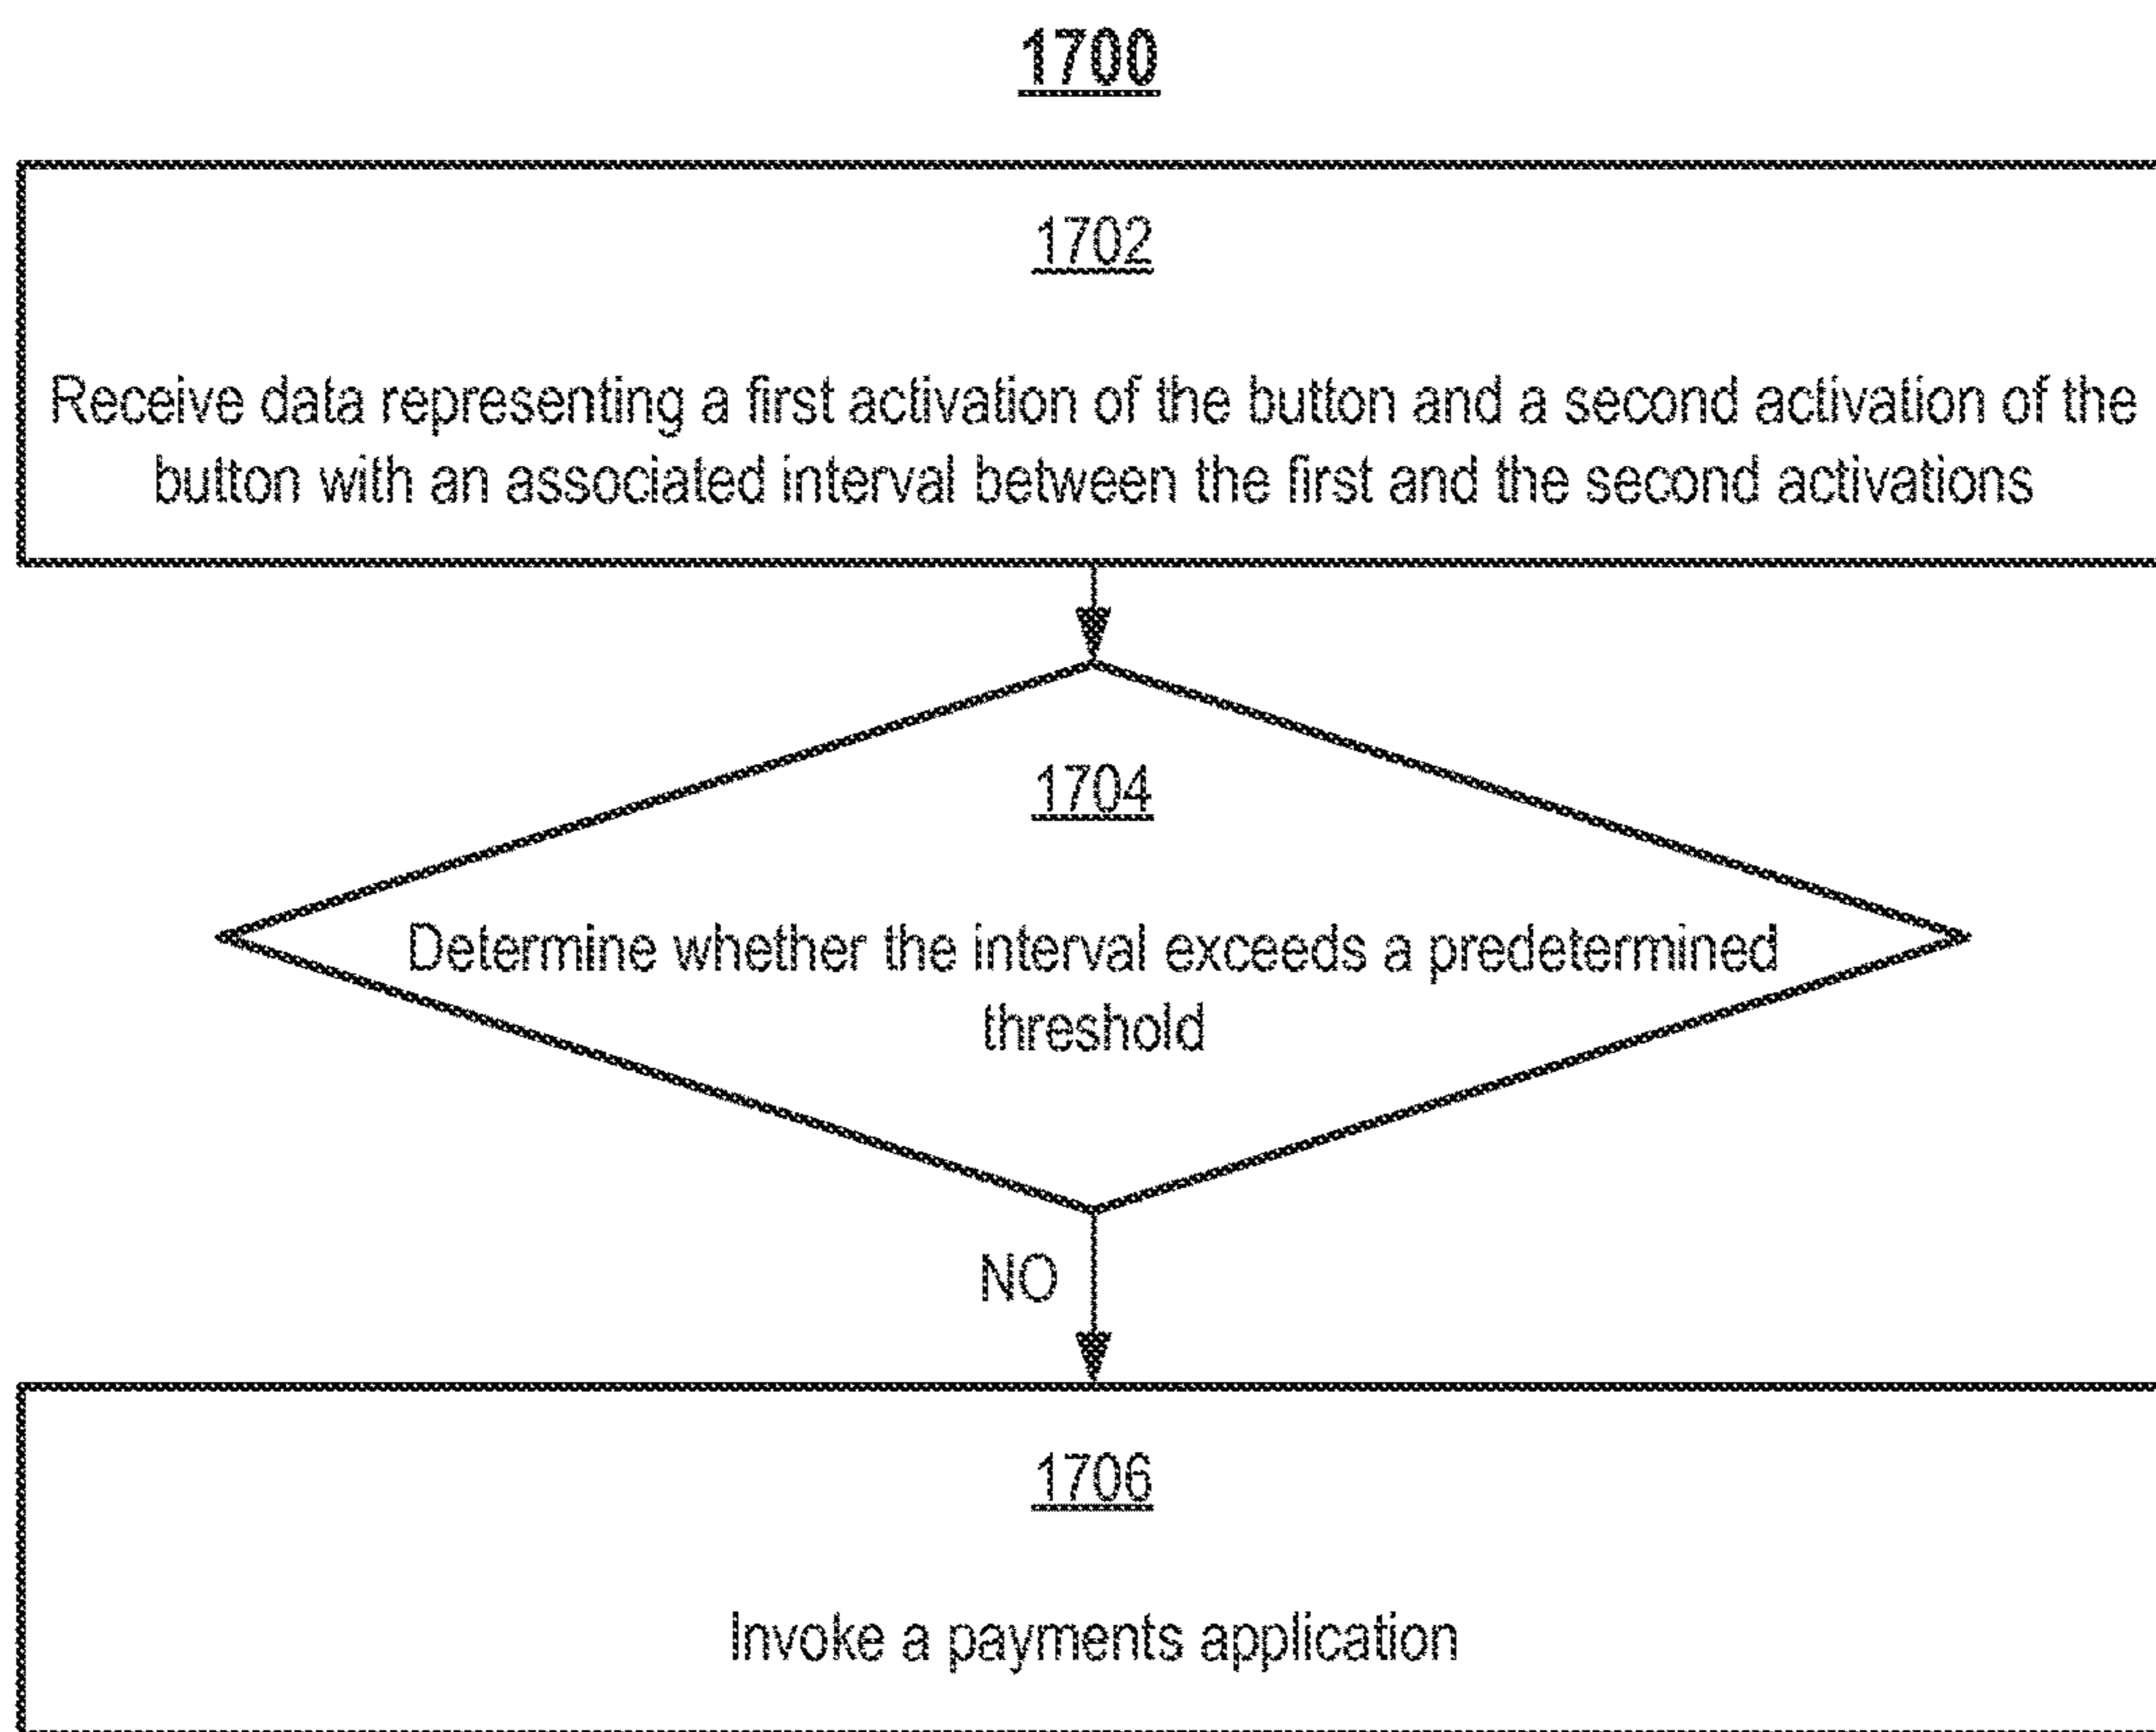 1700
1702
Receive data representing a first activation of the button and a second activation of the
button with an associated interval between the first and the second activations
1704
Determine whether the interval exceeds a predetermined
threshold
NO
1706
Invoke a payments application